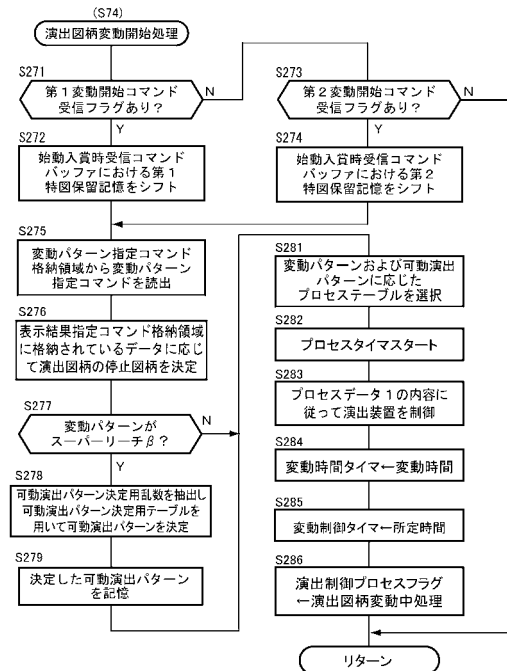 (S74)
演出図柄変動開始処理
S271
第1変動開始コマンド
受信フラグあり?
N
Y
S272
始動入賞時受信コマンド
バッファにおける第1
特図保留記憶をシフト
S273
第2変動開始コマンド
受信フラグあり?
N
Y
S274
始動入賞時受信コマンド
バッファにおける第2
特図保留記憶をシフト
S275
変動パターン指定コマンド
格納領域から変動パターン
指定コマンドを読出
S276
表示結果指定コマンド格納領域
に格納されているデータに応じ
て演出図柄の停止図柄を決定
S277
変動パターンが
スーパーリーチβ?
N
Y
S278
可動演出パターン決定用乱数を抽出し
可動演出パターン決定用テーブルを
用いて可動演出パターンを決定
S279
決定した可動演出パターン
を記憶
S281
変動パターンおよび可動演出
パターンに応じた
プロセステーブルを選択
S282
プロセスタイマスタート
S283
プロセスデータ1の内容に
従って演出装置を制御
S284
変動時間タイマ←変動時間
S285
変動制御タイマ←所定時間
S286
演出制御プロセスフラグ
←演出図柄変動中処理
リターン